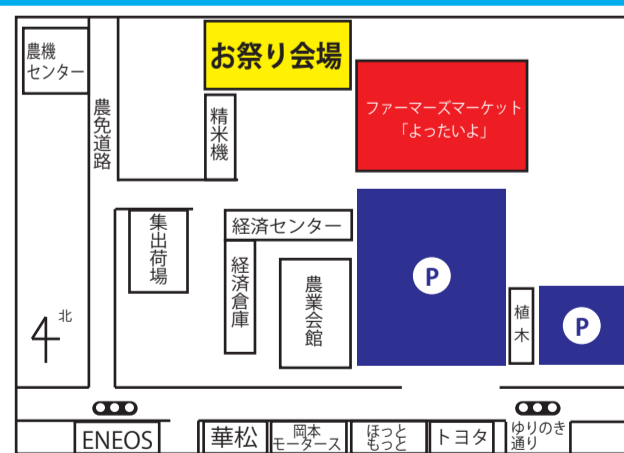 農機
センター
お祭り会場
ファーマーズマーケット
「よったいよ」
農免道路
精米機
集出荷場
経済センター
経済倉庫
農業会館
P
植木
P
北
ENEOS
華松
岡本
モータース
ほっと
もっと
トヨタ
ゆりのき
通り